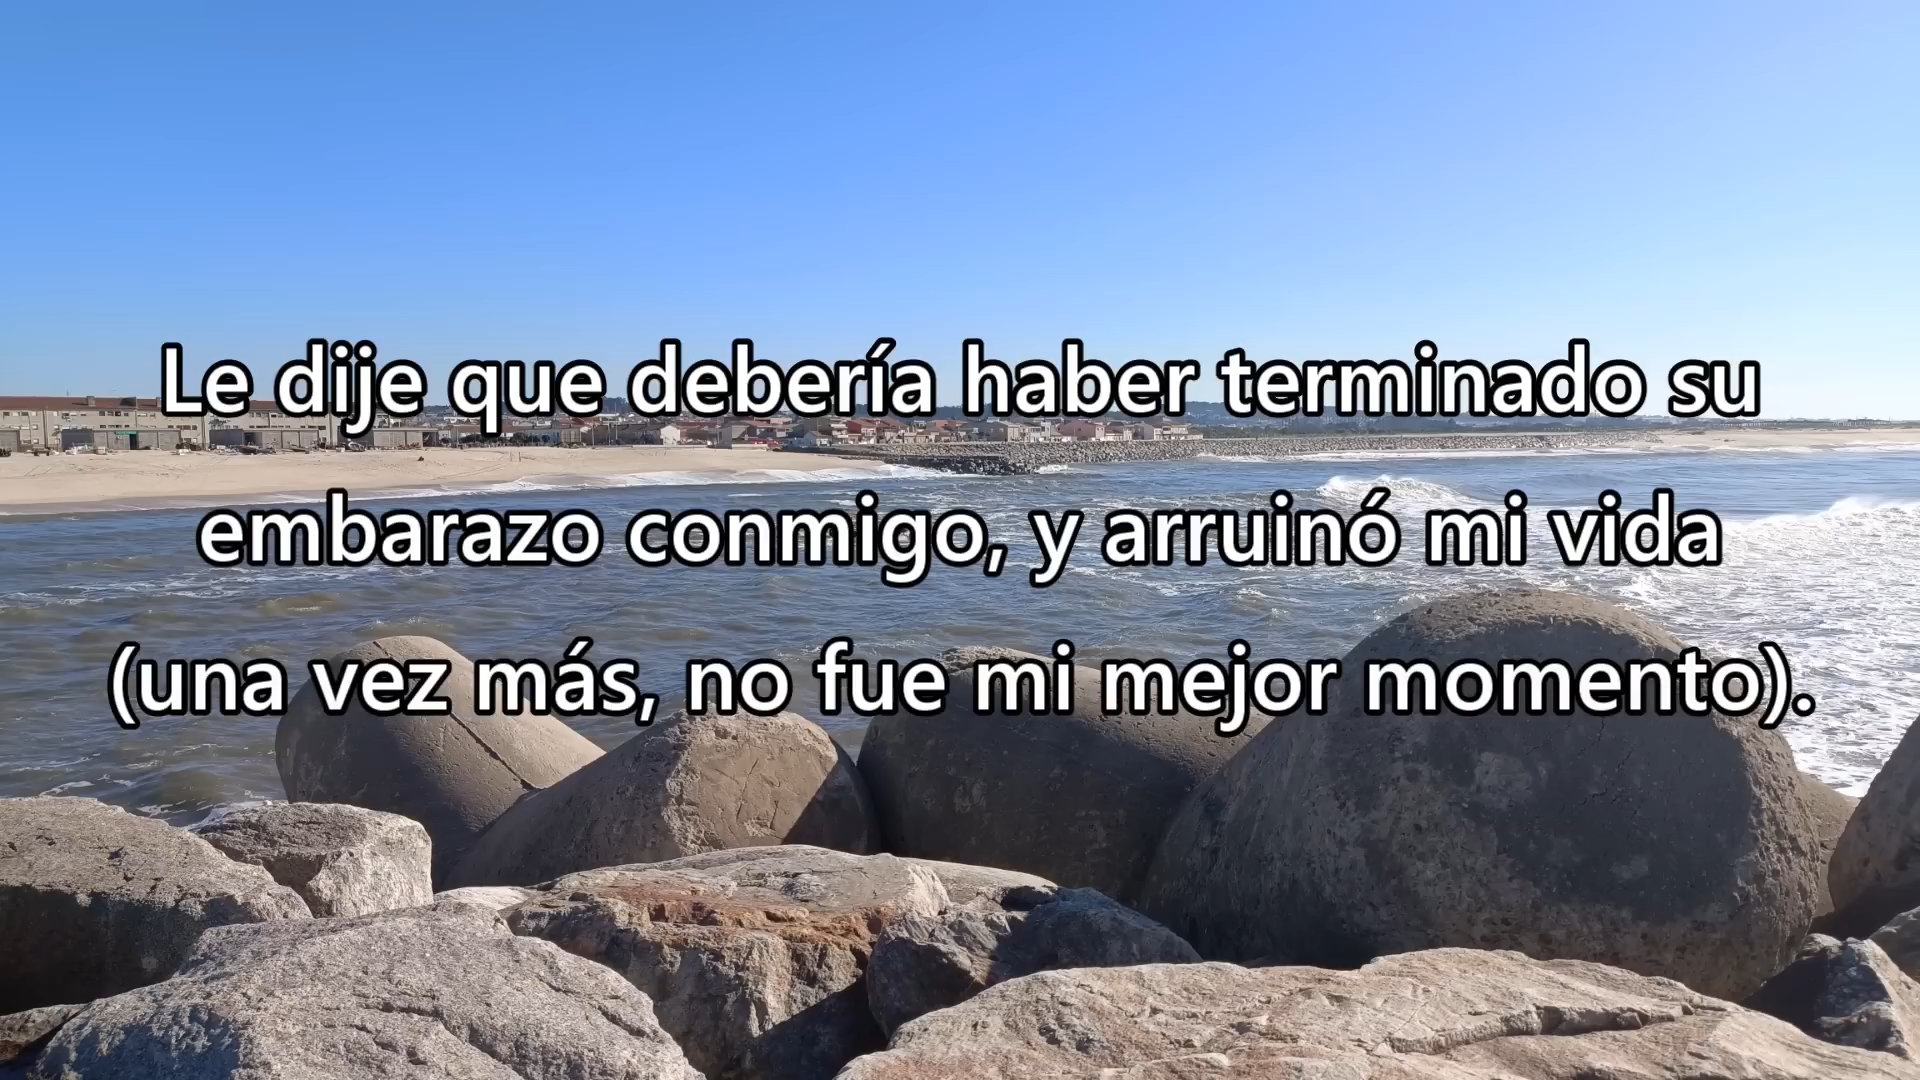 Le dije que debería haber terminado su
embarazo conmigo, y arruinó mi vida
(una vez más, no fue mi mejor momento).